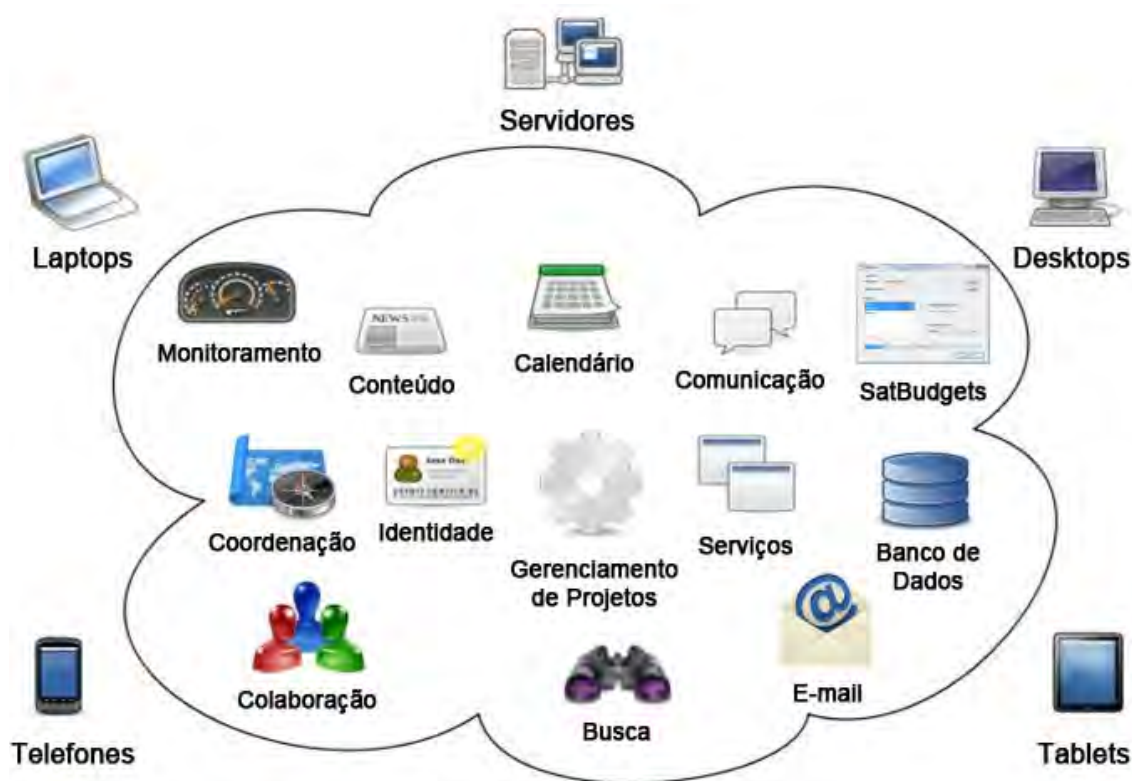 Servidores
Laptops
Desktops
NEWS
Monitoramento
Conteúdo
Calendário
Comunicação
SatBudgets
Coordenação
Identidade
Gerenciamento
de Projetos
Serviços
Banco de
Dados
Colaboração
Busca
E-mail
Telefones
Tablets